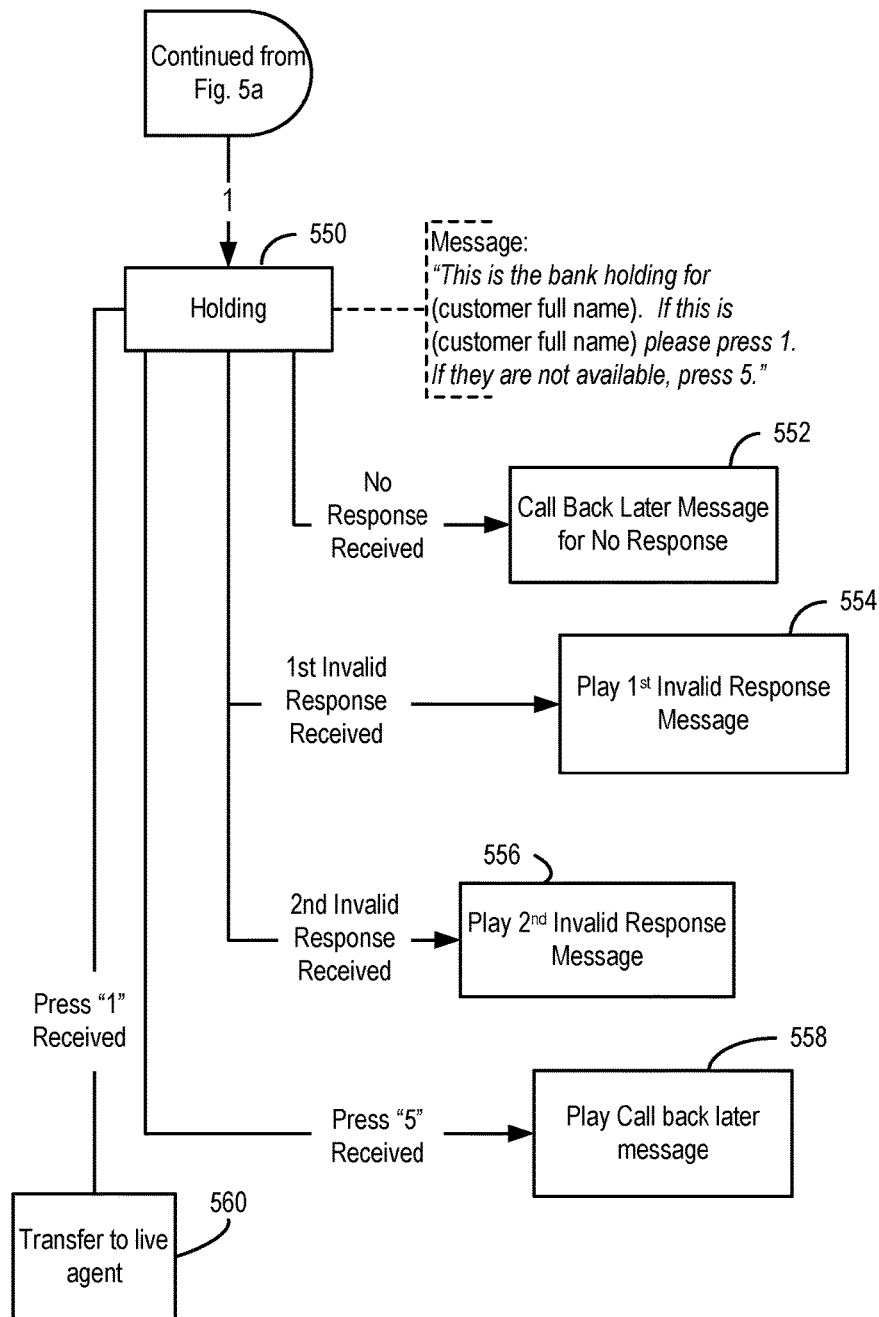 Continued from
Fig. 5a
1
550
Holding
Message:
"This is the bank holding for
(customer full name). If this is
(customer full name) please press 1.
If they are not available, press 5."
552
No
Response
Received
Call Back Later Message
for No Response
554
1st Invalid
Response
Received
Play 1st Invalid Response
Message
556
2nd Invalid
Response
Received
Play 2nd Invalid Response
Message
Press “1”
Received
558
Press “5”
Received
Play Call back later
message
560
Transfer to live
agent